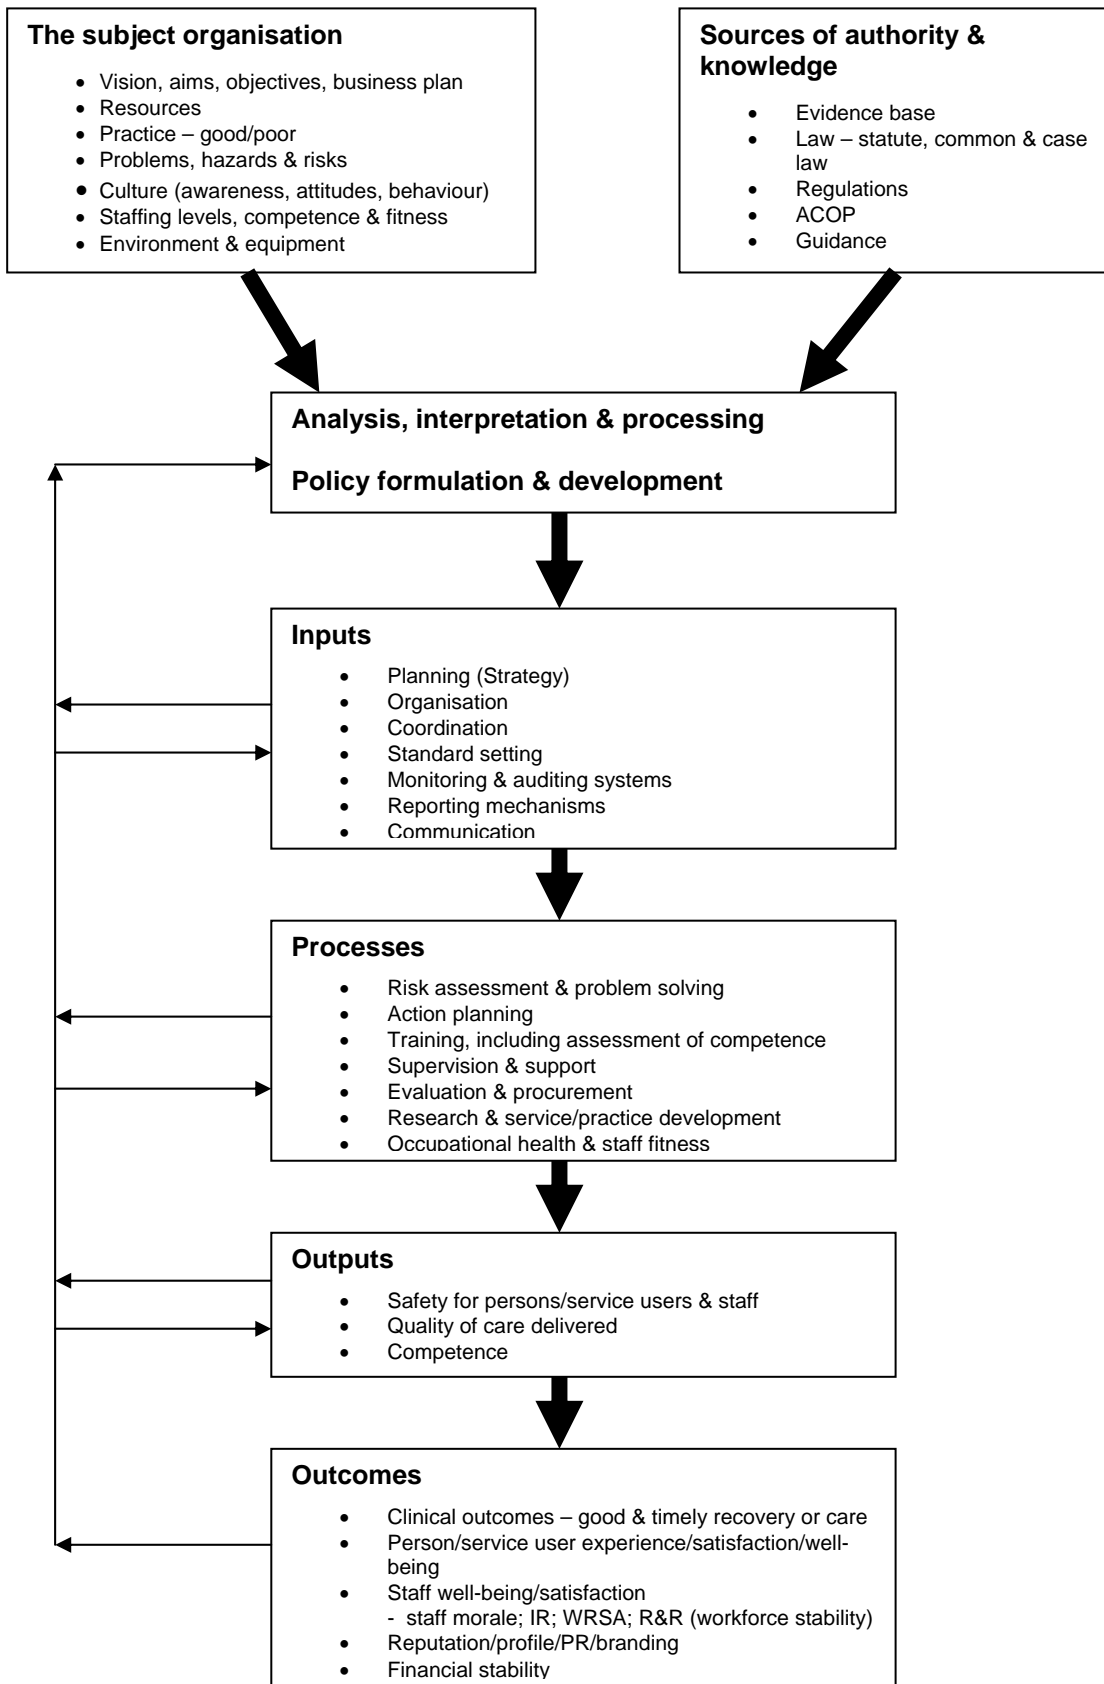 The subject organisation
• Vision, aims, objectives, business plan
• Resources
• Practice – good/poor
• Problems, hazards & risks
• Culture (awareness, attitudes, behaviour)
• Staffing levels, competence & fitness
• Environment & equipment
Sources of authority &
knowledge
• Evidence base
• Law – statute, common & case
law
• Regulations
• ACOP
• Guidance
Analysis, interpretation & processing
Policy formulation & development
Inputs
• Planning (Strategy)
• Organisation
• Coordination
• Standard setting
• Monitoring & auditing systems
• Reporting mechanisms
• Communication
Processes
• Risk assessment & problem solving
• Action planning
• Training, including assessment of competence
• Supervision & support
• Evaluation & procurement
• Research & service/practice development
• Occupational health & staff fitness
Outputs
• Safety for persons/service users & staff
• Quality of care delivered
• Competence
Outcomes
• Clinical outcomes – good & timely recovery or care
• Person/service user experience/satisfaction/well-
being
• Staff well-being/satisfaction
- staff morale; IR; WRSA; R&R (workforce stability)
• Reputation/profile/PR/branding
• Financial stability